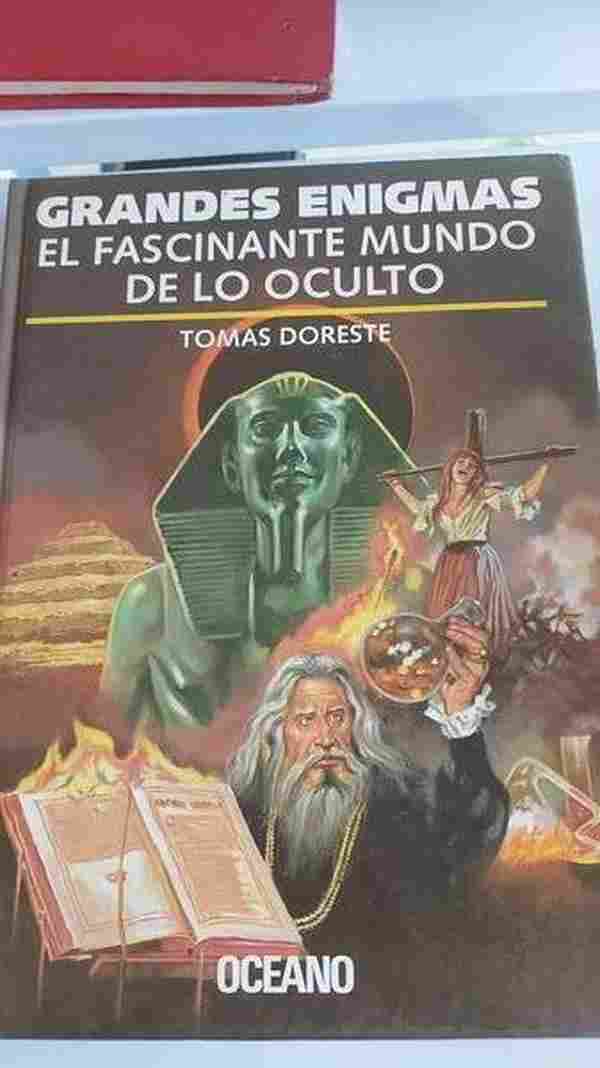 GRANDES ENIGMAS
EL FASCINANTE MUNDO
DE LO OCULTO
TOMAS DORESTE
OCEANO